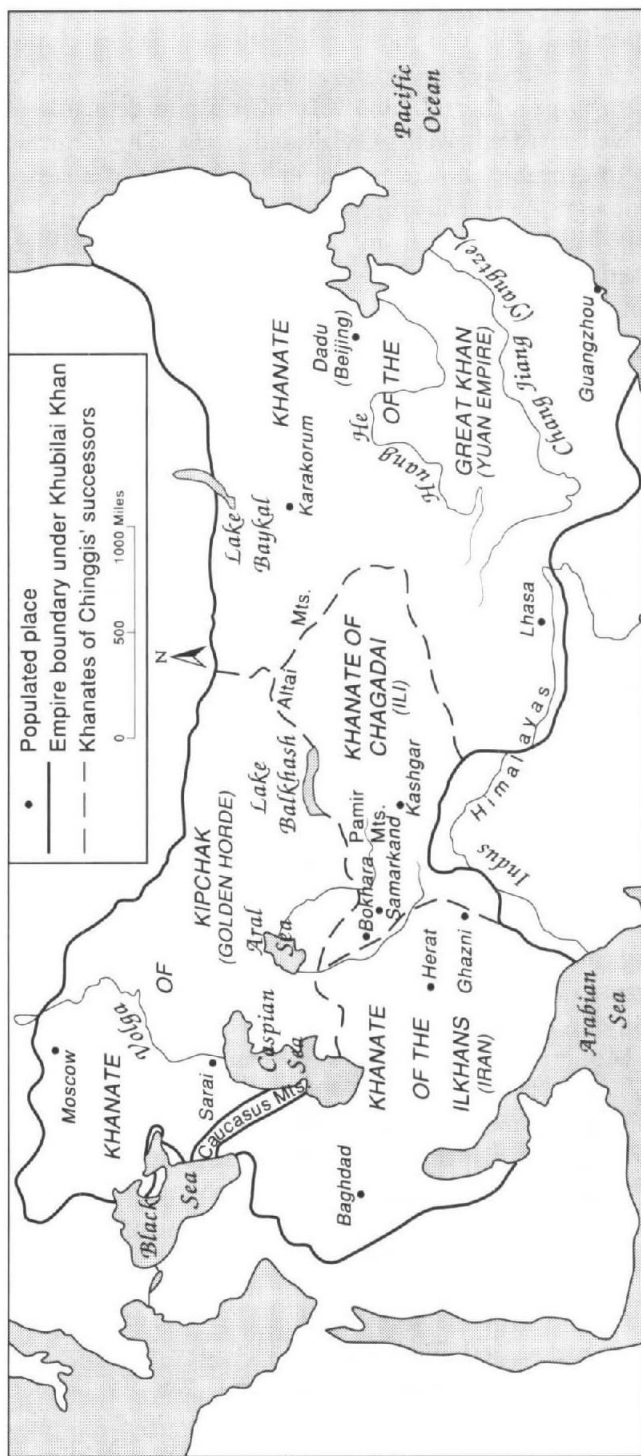 Populated place
Empire boundary under Khubilai Khan
Khanates of Chinggis' successors
0 500 1000 Miles
N
Pacific
Ocean
Moscow
KHANATE
OF
KIPCHAK
(GOLDEN HORDE)
Volga
Sarai
Black
Sea
Caucasus Mts.
Caspian
Sea
Aral
Sea
Lake
Balkhash
Altai
Mts.
Lake
Baykal
Karakorum
KHANATE
OF THE
GREAT KHAN
(YUAN EMPIRE)
Dadu
(Beijing)
Huang
He
Chang Jiang (Yangtze)
Guangzhou
Lhasa
Himalayas
Indus
KHANATE OF
CHAGADAI
(ILI)
Kashgar
Pamir
Mts.
Bokhara
Samarkand
Herat
Ghazni
KHANATE
OF THE
ILKHANS
(IRAN)
Baghdad
Arabian
Sea